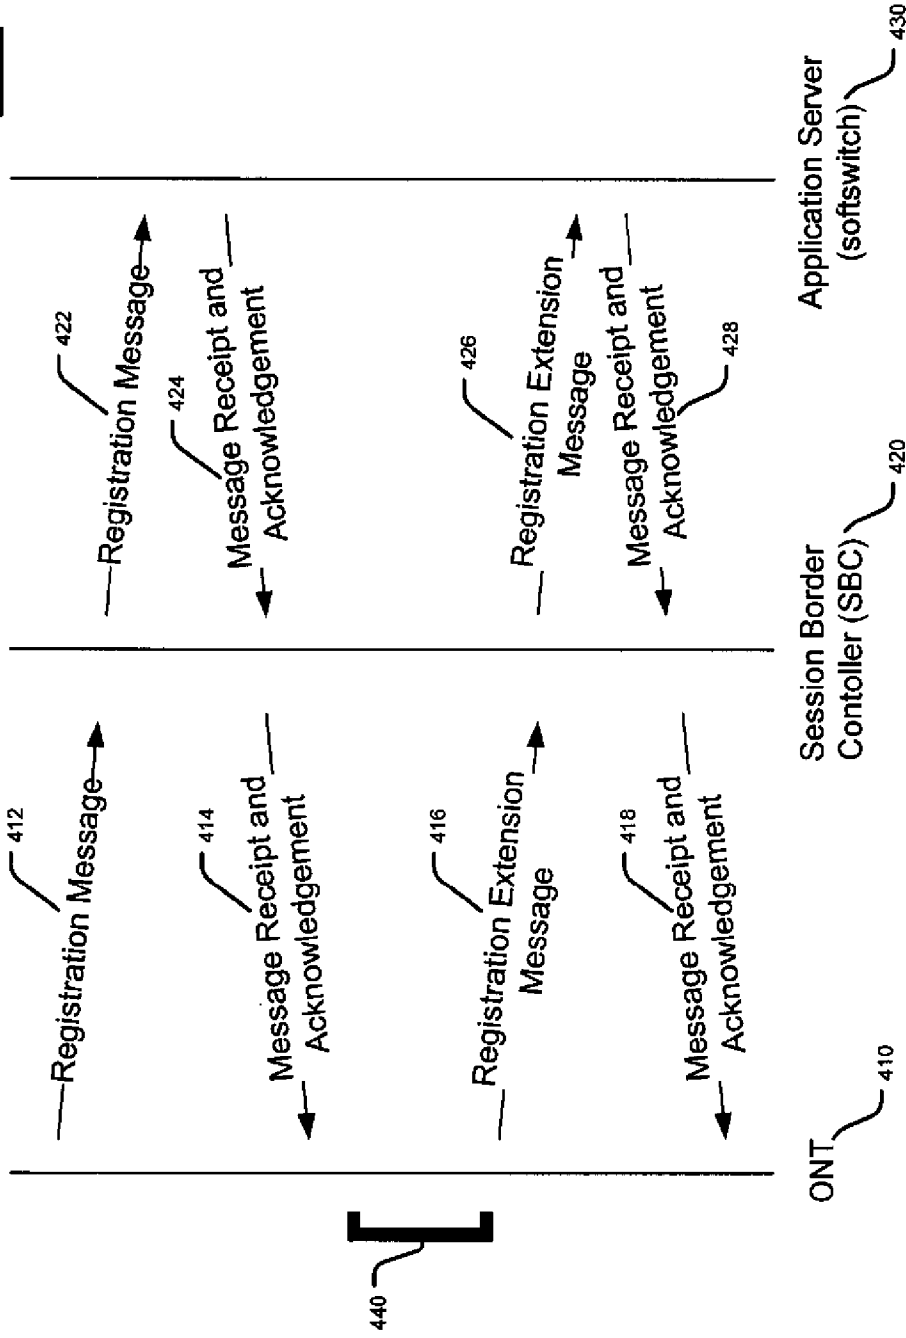 412
Registration Message
422
Registration Message
424
414
Message Receipt and
Acknowledgement
Message Receipt and
Acknowledgement
440
416
426
Registration Extension
Message
Registration Extension
Message
418
Message Receipt and
Acknowledgement
428
Message Receipt and
Acknowledgement
ONT
410
Session Border
Contoller (SBC)
420
Application Server
(softswitch)
430